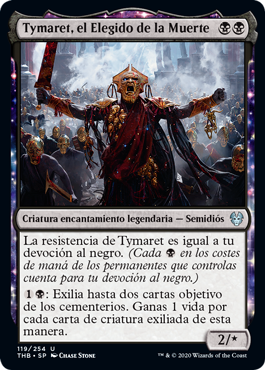 Tymaret, el Elegido de la Muerte
Criatura encantamiento legendaria — Semidiós
La resistencia de Tymaret es igual a tu
devoción al negro. (Cada en los costes
de maná de los permanentes que controlas
cuenta para tu devoción al negro.)
1 : Exilia hasta dos cartas objetivo
de los cementerios. Ganas 1 vida por
cada carta de criatura exiliada de esta
manera.
2/*
119/254 U
THB • SP Chase Stone
™ & © 2020 Wizards of the Coast